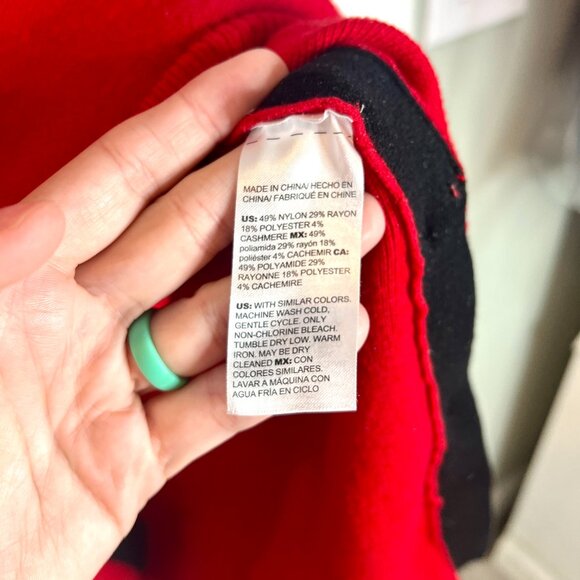 MADE IN CHINA/ HECHO EN
CHINA/ FABRIQUÉ EN CHINE
US: 49% NYLON 29% RAYON
18% POLYESTER 4%
CASHMERE MX: 49%
poliamida 29% rayón 18%
poliéster 4% CACHEMIR CA:
49% POLYAMIDE 29%
RAYONNE 18% POLYESTER
4% CACHEMIRE
US: WITH SIMILAR COLORS.
MACHINE WASH COLD,
GENTLE CYCLE. ONLY
NON-CHLORINE BLEACH.
TUMBLE DRY LOW. WARM
IRON. MAY BE DRY
CLEANED MX: CON
COLORES SIMILARES.
LAVAR A MÁQUINA CON
AGUA FRÍA EN CICLO